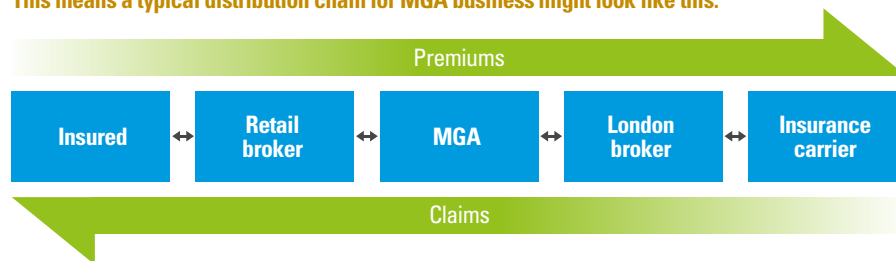 This means a typical distribution chain for MGA business might look like this:
Premiums
Insured
Retail
broker
MGA
London
broker
Insurance
carrier
Claims